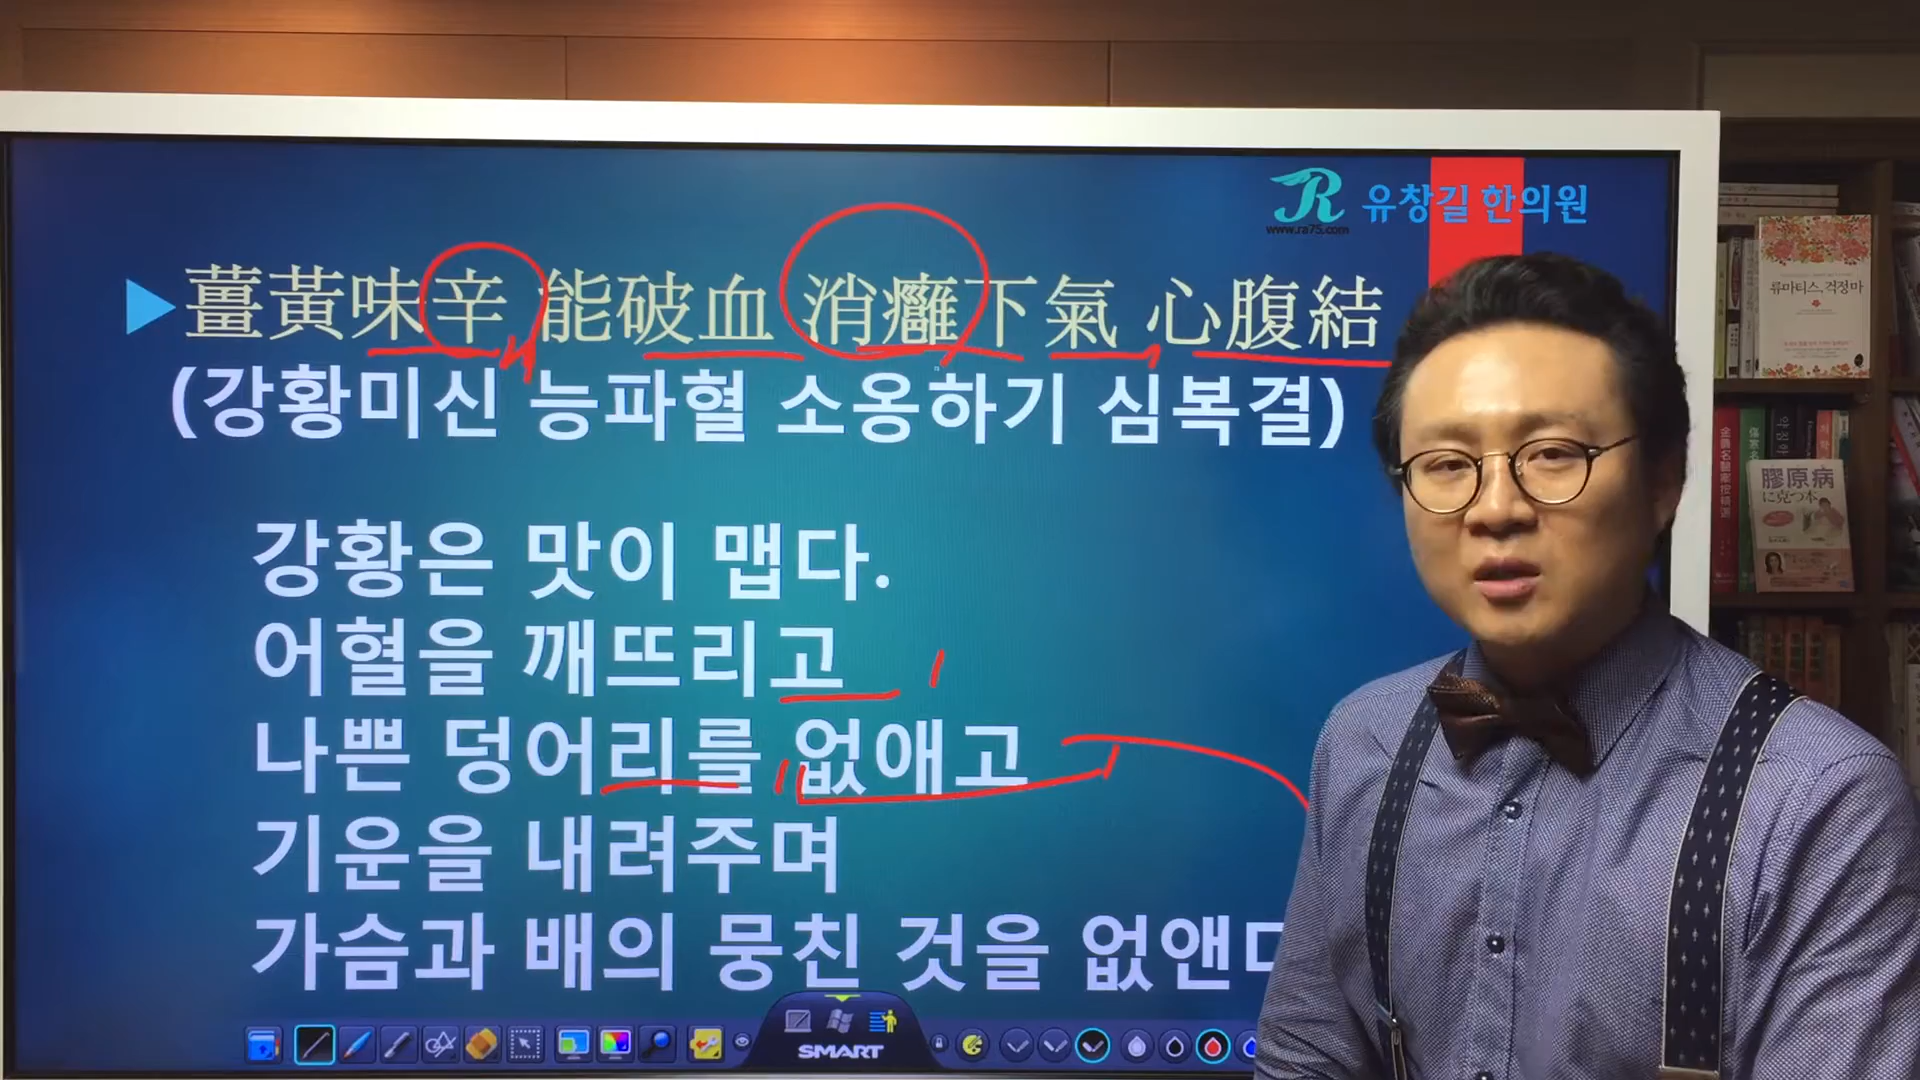 R 유창길 한의원
www.ra75.com
薑黃味辛 能破血 消癰下氣 心腹結
(강황미신 능파혈 소옹하기 심복결)
강황은 맛이 맵다.
어혈을 깨뜨리고
나쁜 덩어리를 없애고
기운을 내려주며
가슴과 배의 뭉친 것을 없앤다
SMART
류마티스, 걱정마
膠原病
に克つ本